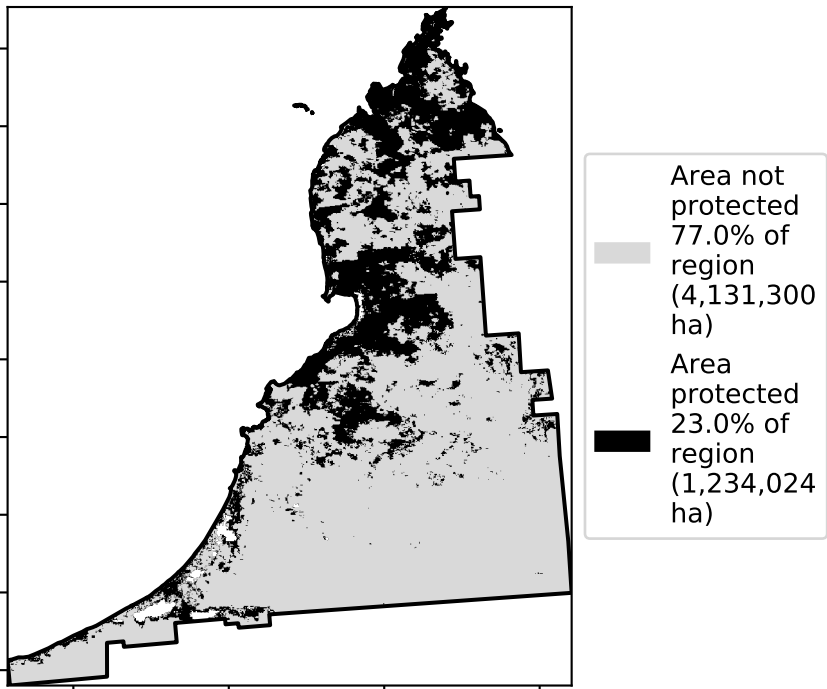 Area not
protected
77.0% of
region
(4,131,300
ha)
Area
protected
23.0% of
region
(1,234,024
ha)